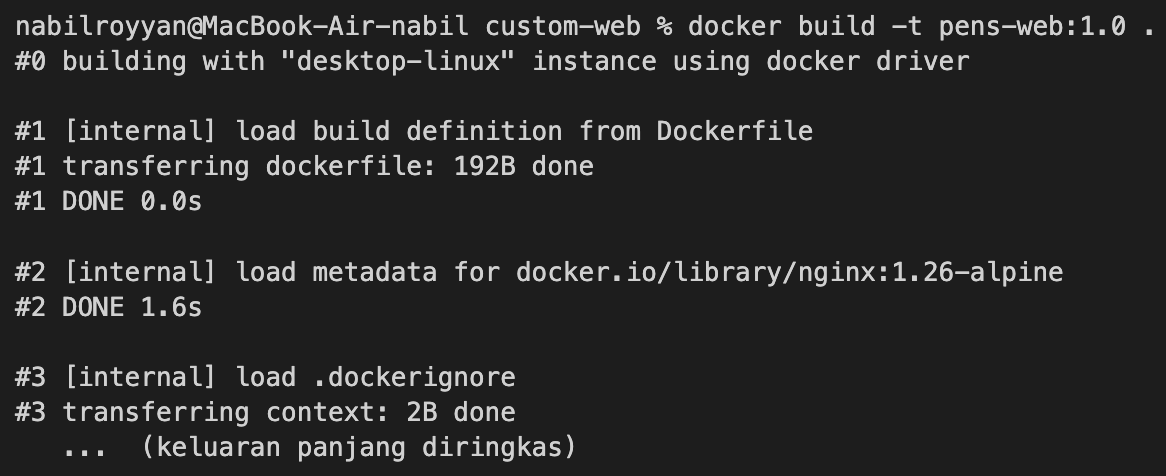 nabilroyyan@MacBook-Air-nabil custom-web % docker build -t pens-web:1.0 .
#0 building with "desktop-linux" instance using docker driver

#1 [internal] load build definition from Dockerfile
#1 transferring dockerfile: 192B done
#1 DONE 0.0s

#2 [internal] load metadata for docker.io/library/nginx:1.26-alpine
#2 DONE 1.6s

#3 [internal] load .dockerignore
#3 transferring context: 2B done
   ...  (keluaran panjang diringkas)